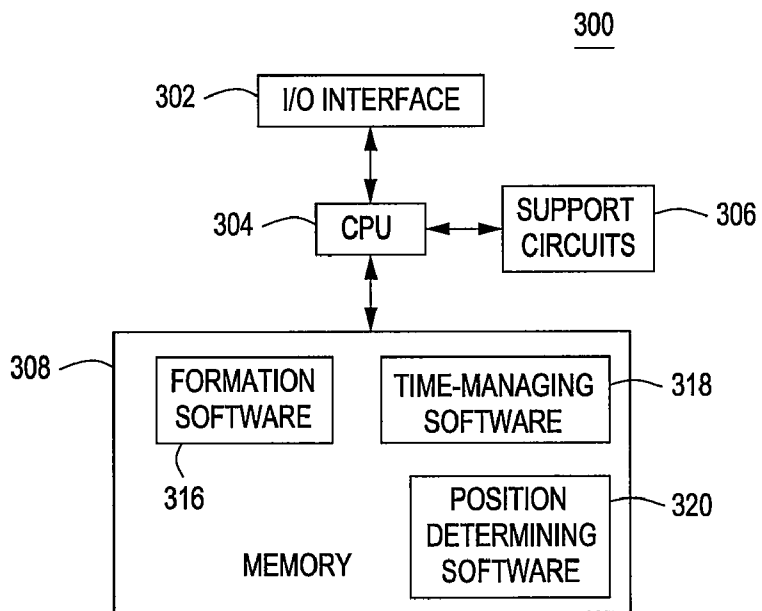 300
302
I/O INTERFACE
304
CPU
SUPPORT
CIRCUITS
306
308
FORMATION
SOFTWARE
316
TIME-MANAGING
SOFTWARE
318
POSITION
DETERMINING
SOFTWARE
320
MEMORY